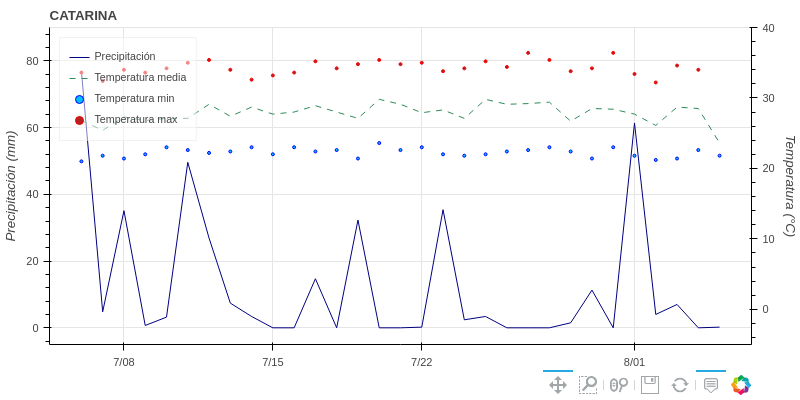 CATARINA
Precipitación
Temperatura media
Temperatura min
Temperatura max
Precipitación (mm)
80
60
40
20
0
Temperatura (°C)
40
30
20
10
0
7/08
7/15
7/22
8/01